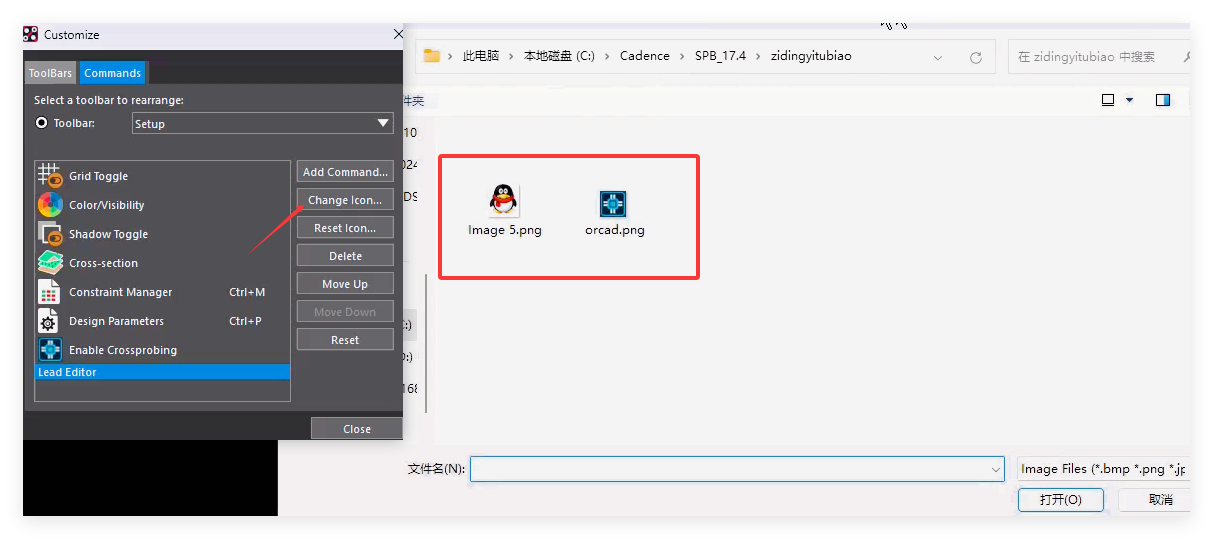 Customize
ToolBars Commands
Select a toolbar to rearrange:
Toolbar: Setup
Grid Toggle
Color/Visibility
Shadow Toggle
Cross-section
Constraint Manager Ctrl+M
Design Parameters Ctrl+P
Enable Crossprobing
Lead Editor
Add Command...
Change Icon...
Reset Icon...
Delete
Move Up
Move Down
Reset
Close
此电脑 › 本地磁盘 (C:) › Cadence › SPB_17.4 › zidingyitubiao
在 zidingyitubiao 中搜索
件夹
10
024
DS
C:)
D:)
168
Image 5.png
orcad.png
文件名(N):
Image Files (*.bmp *.png *.jp
打开(O)
取消